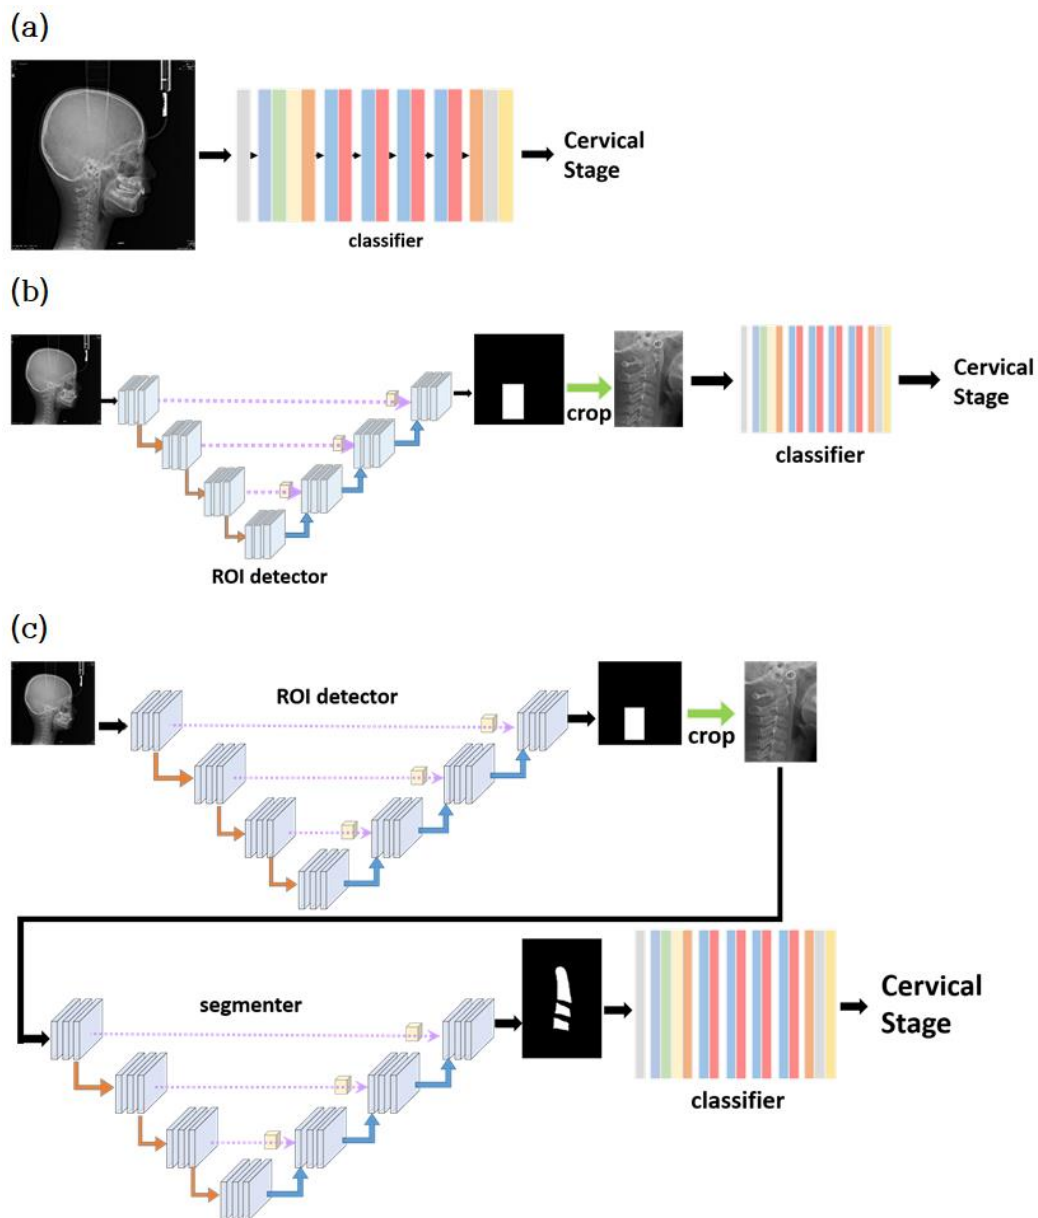 (a)
Cervical
Stage
classifier
(b)
crop
Cervical
Stage
classifier
ROI detector
(c)
ROI detector
crop
segmenter
Cervical
Stage
classifier